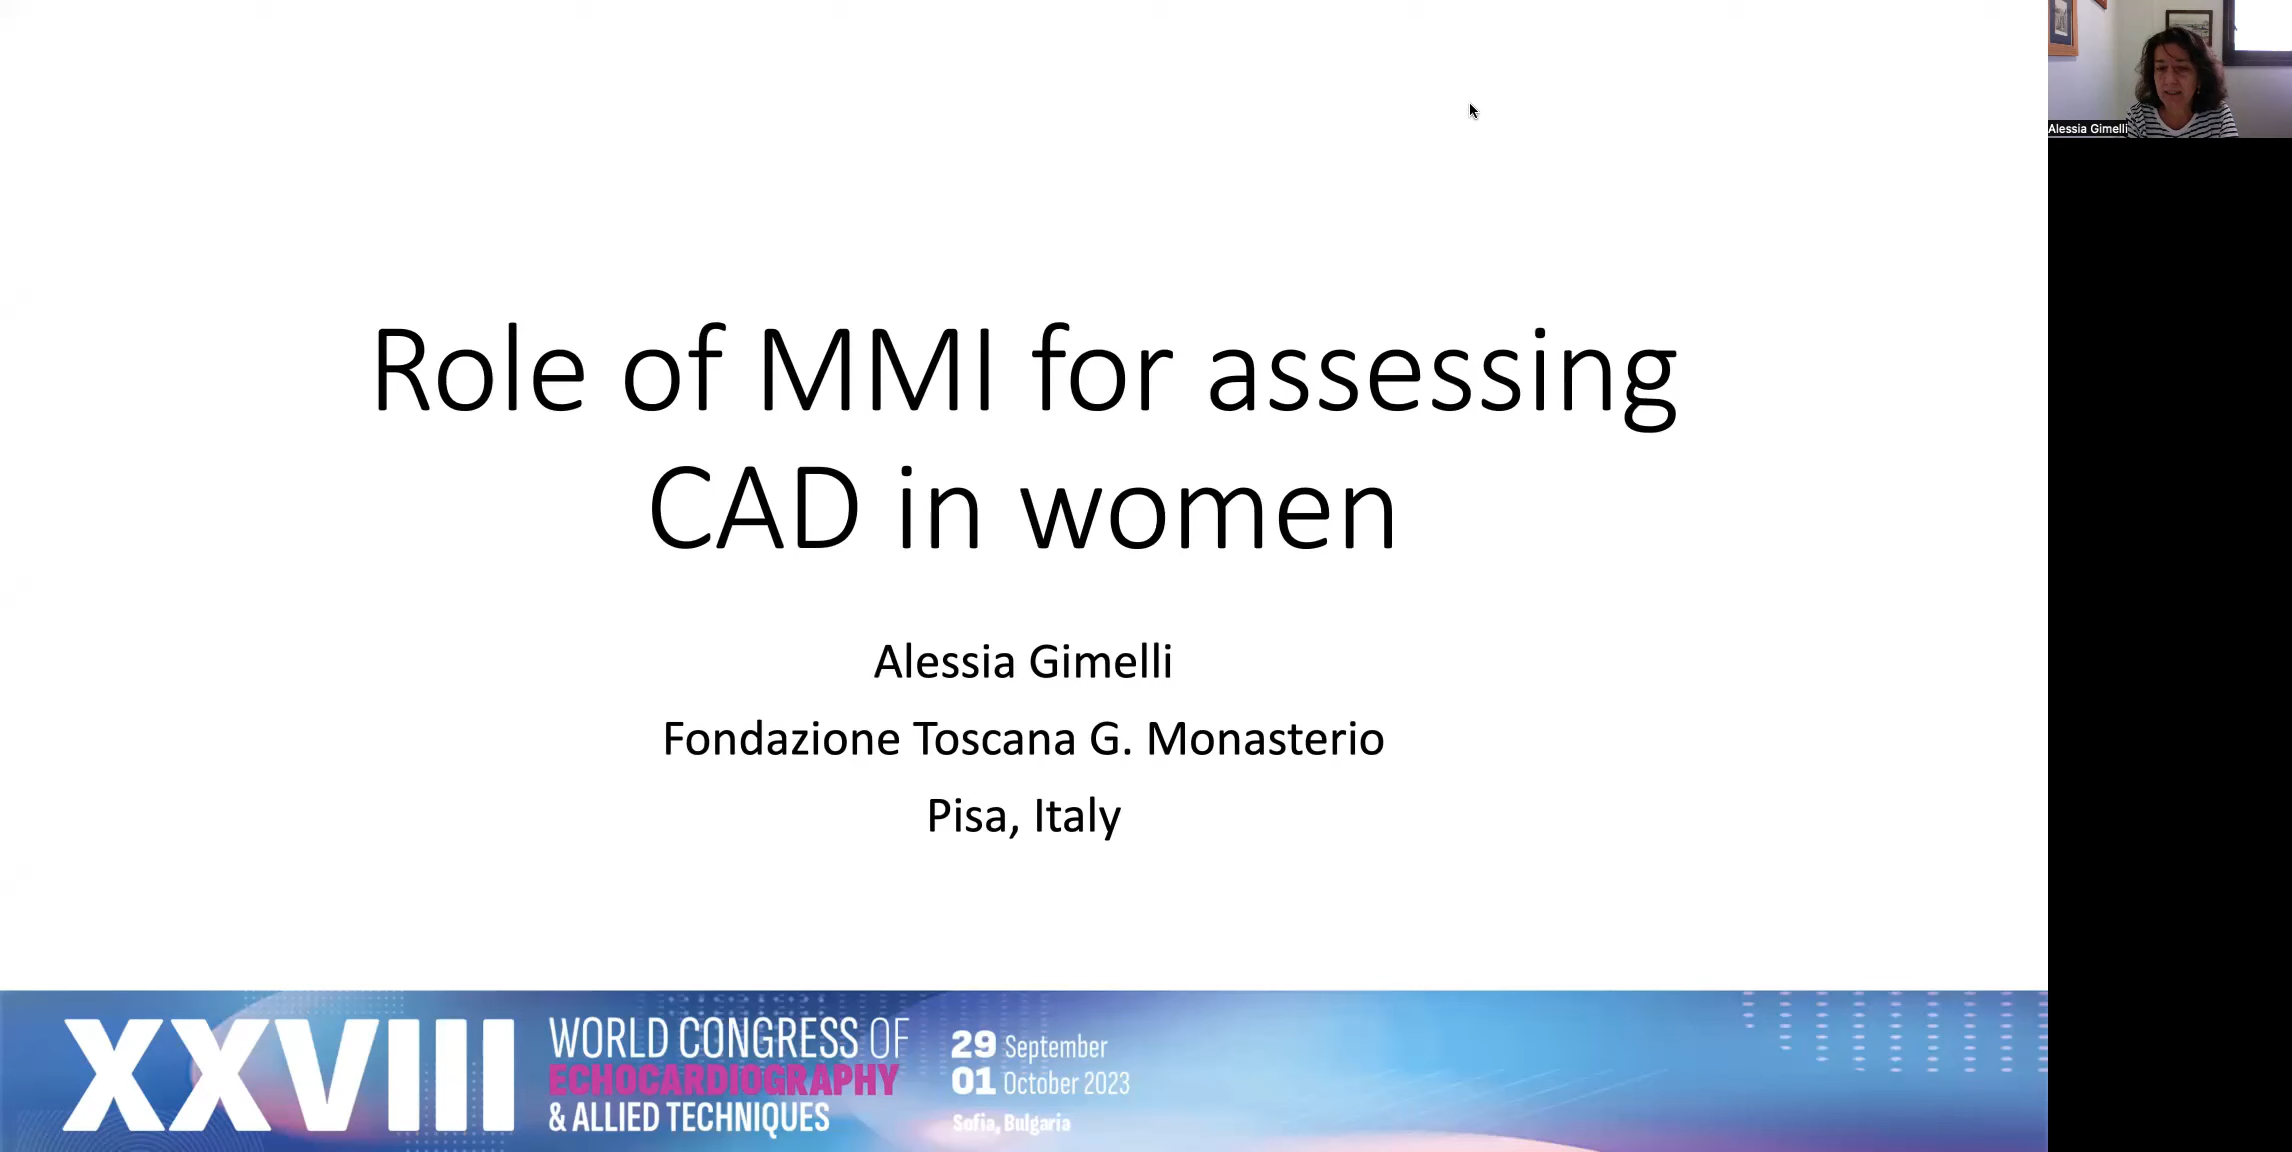 Role of MMI for assessing
CAD in women
Alessia Gimelli
Fondazione Toscana G. Monasterio
Pisa, Italy
XXVIII
WORLD CONGRESS OF
ECHOCARDIOGRAPHY
& ALLIED TECHNIQUES
29 September
01 October 2023
Sofia, Bulgaria
Alessia Gimelli